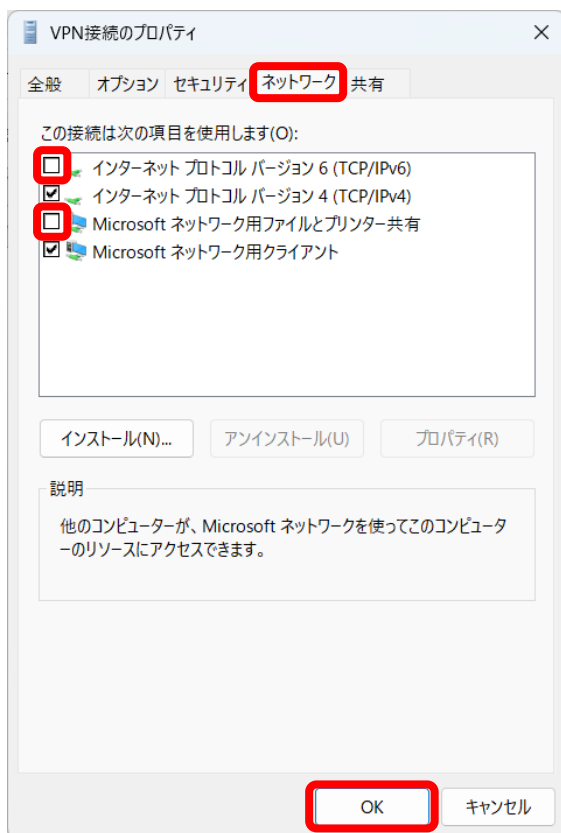 VPN接続のプロパティ
全般 オプション セキュリティ ネットワーク 共有
この接続は次の項目を使用します(O):
インターネット プロトコル バージョン 6 (TCP/IPv6)
インターネット プロトコル バージョン 4 (TCP/IPv4)
Microsoft ネットワーク用ファイルとプリンター共有
Microsoft ネットワーク用クライアント
インストール(N)... アンインストール(U) プロパティ(R)
説明
他のコンピューターが、Microsoft ネットワークを使ってこのコンピュータ
ーのリソースにアクセスできます。
OK キャンセル